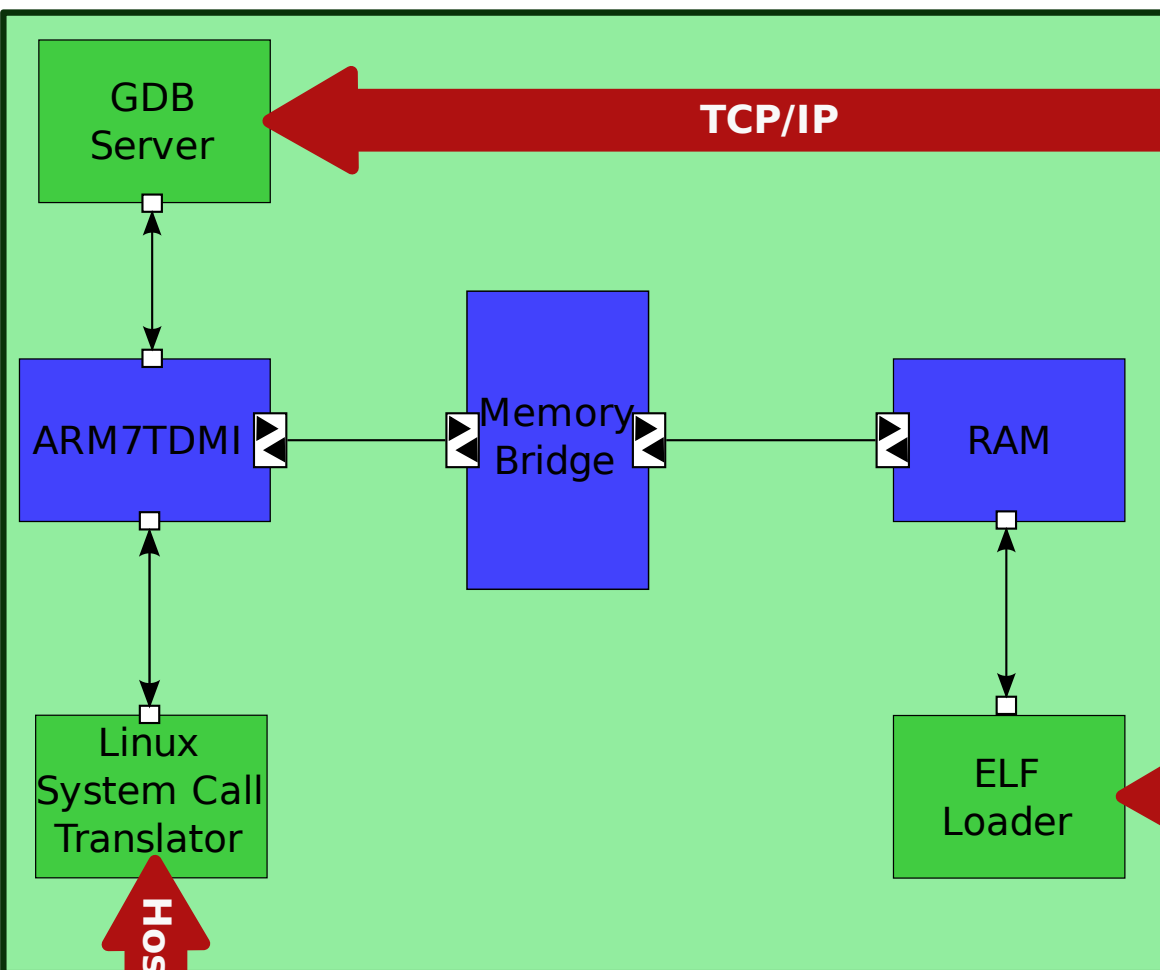 GDB
Server
TCP/IP
ARM7TDMI
Memory
Bridge
RAM
Linux
System Call
Translator
ELF
Loader